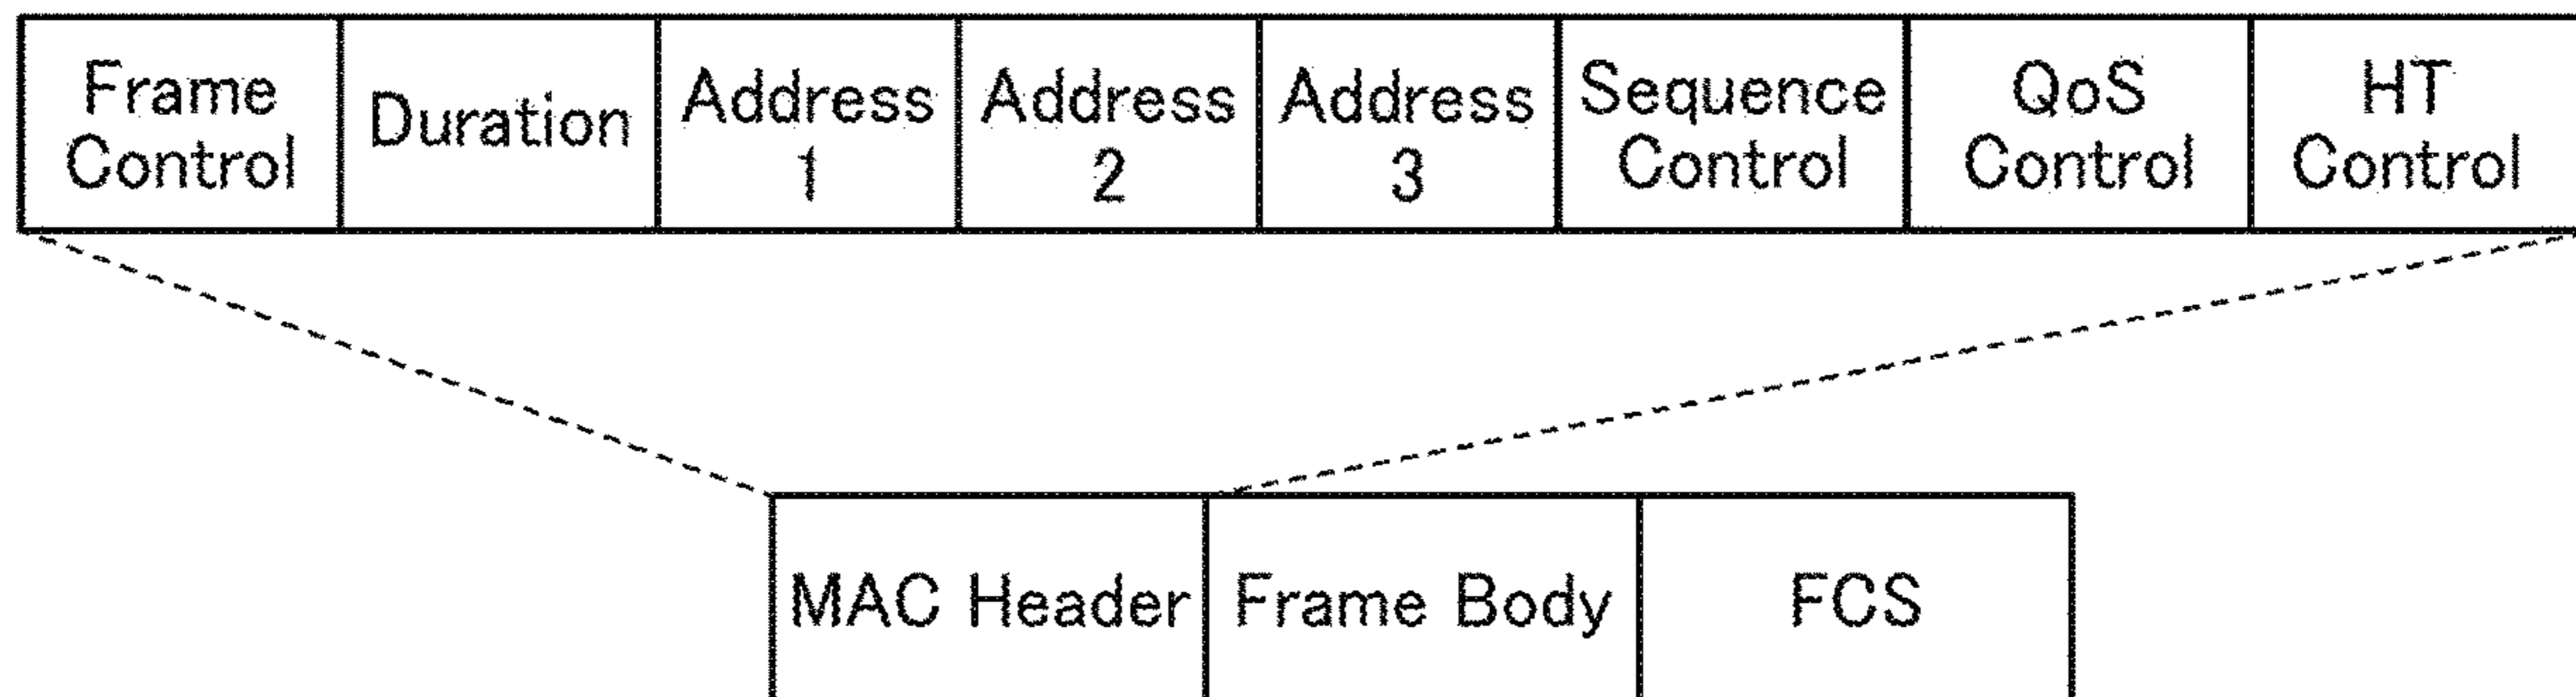 Frame
Control
Duration
Address
1
Address
2
Address
3
Sequence
Control
QoS
Control
HT
Control
MAC Header
Frame Body
FCS